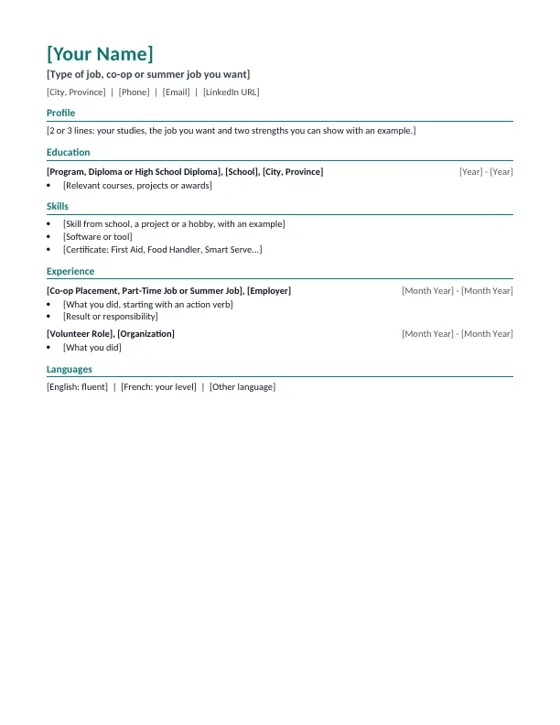 [Your Name]
[Type of job, co-op or summer job you want]
[City, Province] | [Phone] | [Email] | [LinkedIn URL]
Profile
[2 or 3 lines: your studies, the job you want and two strengths you can show with an example.]
Education
[Program, Diploma or High School Diploma], [School], [City, Province] [Year] - [Year]
• [Relevant courses, projects or awards]
Skills
• [Skill from school, a project or a hobby, with an example]
• [Software or tool]
• [Certificate: First Aid, Food Handler, Smart Serve...]
Experience
[Co-op Placement, Part-Time Job or Summer Job], [Employer] [Month Year] - [Month Year]
• [What you did, starting with an action verb]
• [Result or responsibility]
[Volunteer Role], [Organization] [Month Year] - [Month Year]
• [What you did]
Languages
[English: fluent] | [French: your level] | [Other language]